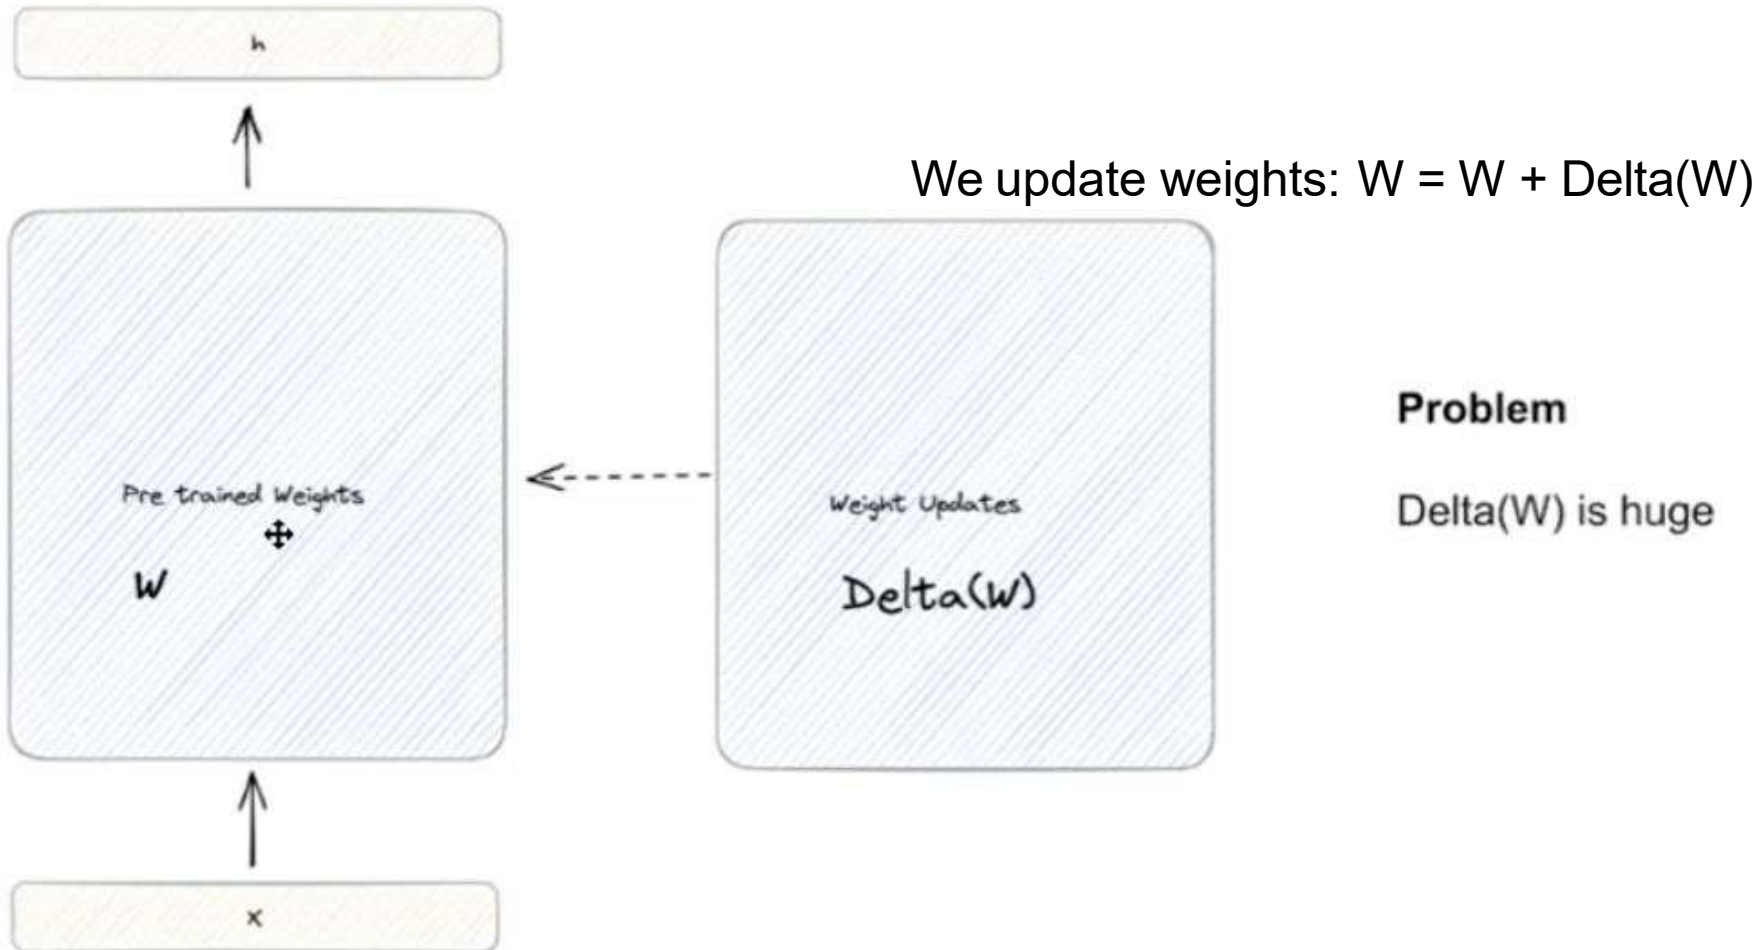 h
We update weights: W = W + Delta(W)
Pre trained Weights
W
Weight Updates
Delta(W)
Problem
Delta(W) is huge
x